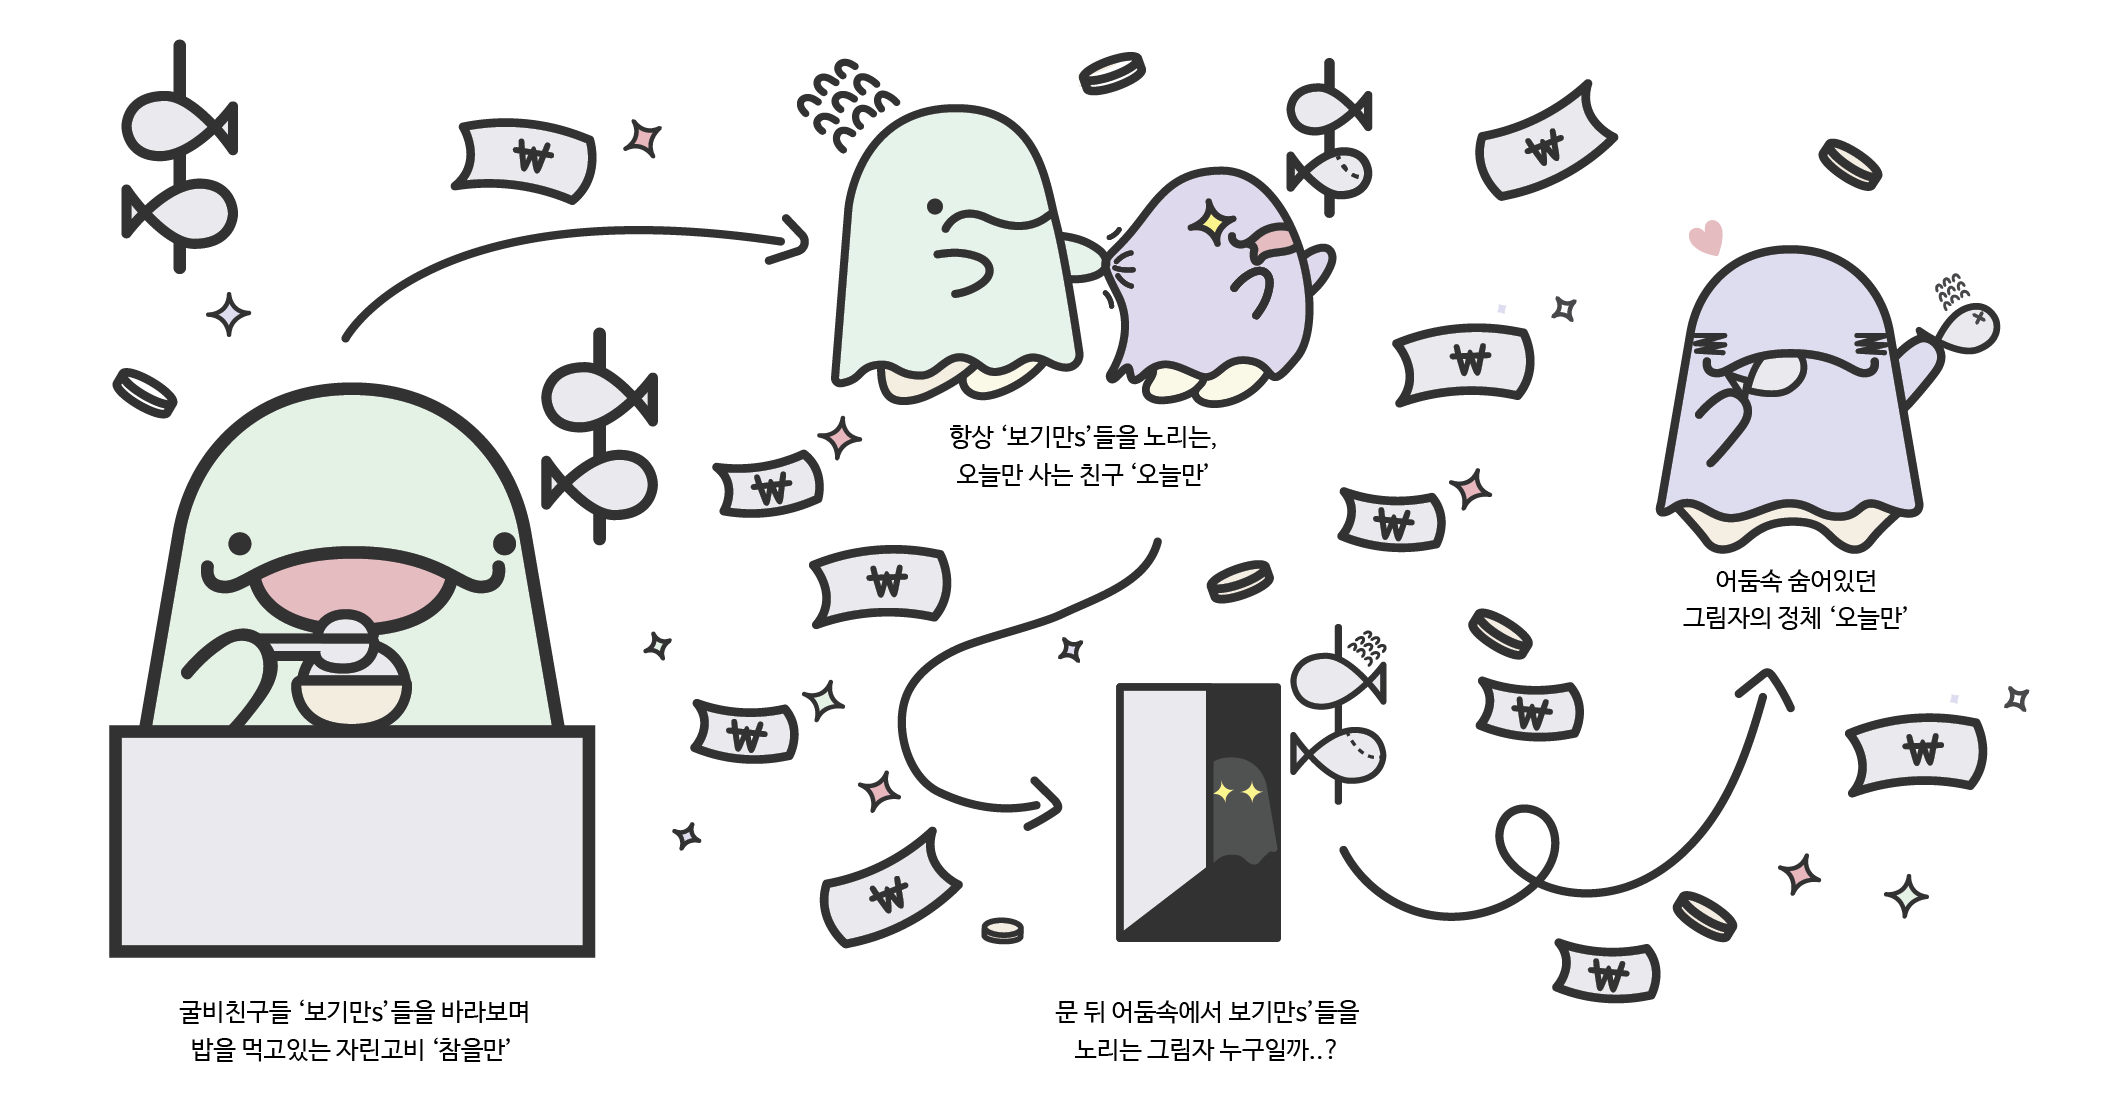 항상 ‘보기만s’들을 노리는,
오늘만 사는 친구 ‘오늘만’
어둠속 숨어있던
그림자의 정체 ‘오늘만’
굴비친구들 ‘보기만s’들을 바라보며
밥을 먹고있는 자린고비 ‘참을만’
문 뒤 어둠속에서 보기만s’들을
노리는 그림자 누구일까..?
₩
₩
₩
₩
₩
₩
₩
₩
₩
₩
₩